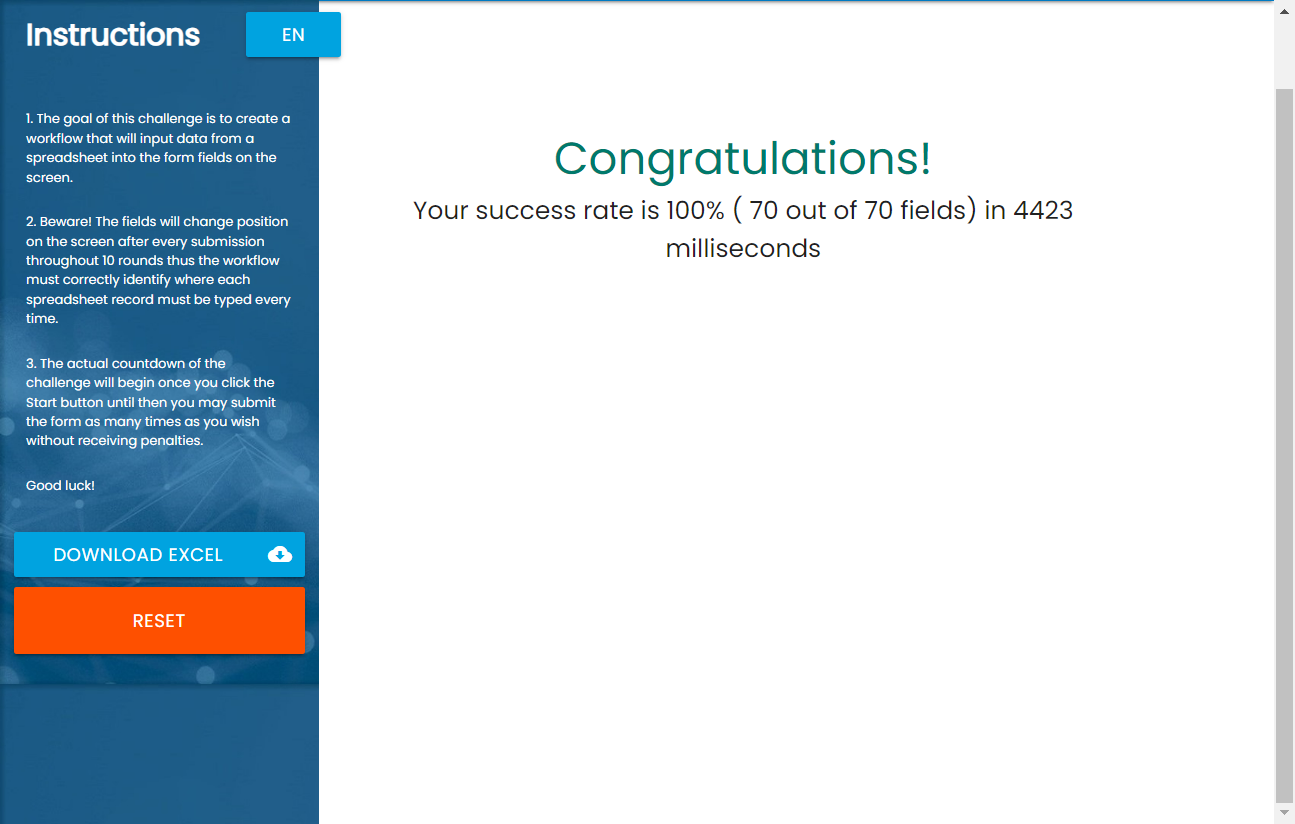 Instructions
EN
1. The goal of this challenge is to create a
workflow that will input data from a
spreadsheet into the form fields on the
screen.
2. Beware! The fields will change position
on the screen after every submission
throughout 10 rounds thus the workflow
must correctly identify where each
spreadsheet record must be typed every
time.
3. The actual countdown of the
challenge will begin once you click the
Start button until then you may submit
the form as many times as you wish
without receiving penalties.
Good luck!
DOWNLOAD EXCEL
RESET
Congratulations!
Your success rate is 100% ( 70 out of 70 fields) in 4423
milliseconds